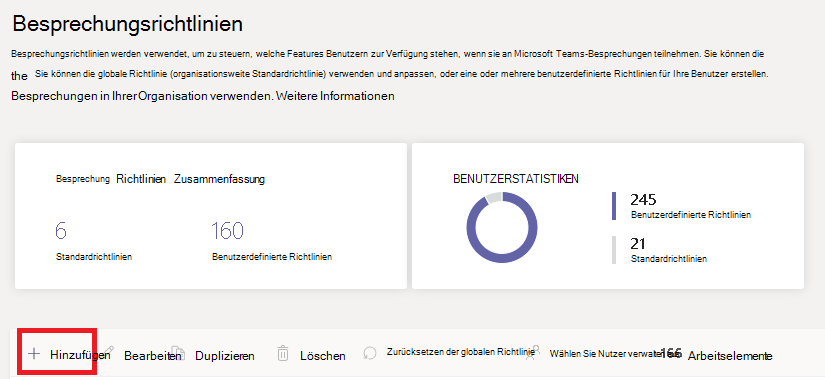 Besprechungsrichtlinien
Besprechungsrichtlinien werden verwendet, um zu steuern, welche Features Benutzern zur Verfügung stehen, wenn sie an Microsoft Teams-Besprechungen teilnehmen. Sie können die
the Sie können die globale Richtlinie (organisationsweite Standardrichtlinie) verwenden und anpassen, oder eine oder mehrere benutzerdefinierte Richtlinien für Ihre Benutzer erstellen.
Besprechungen in Ihrer Organisation verwenden. Weitere Informationen
Besprechung Richtlinien Zusammenfassung
6
Standardrichtlinien
160
Benutzerdefinierte Richtlinien
BENUTZERSTATISTIKEN
245
Benutzerdefinierte Richtlinien
21
Standardrichtlinien
Hinzufügen Bearbeiten Duplizieren Löschen Zurücksetzen der globalen Richtlinie Wählen Sie Nutzer 166 Arbeitselemente